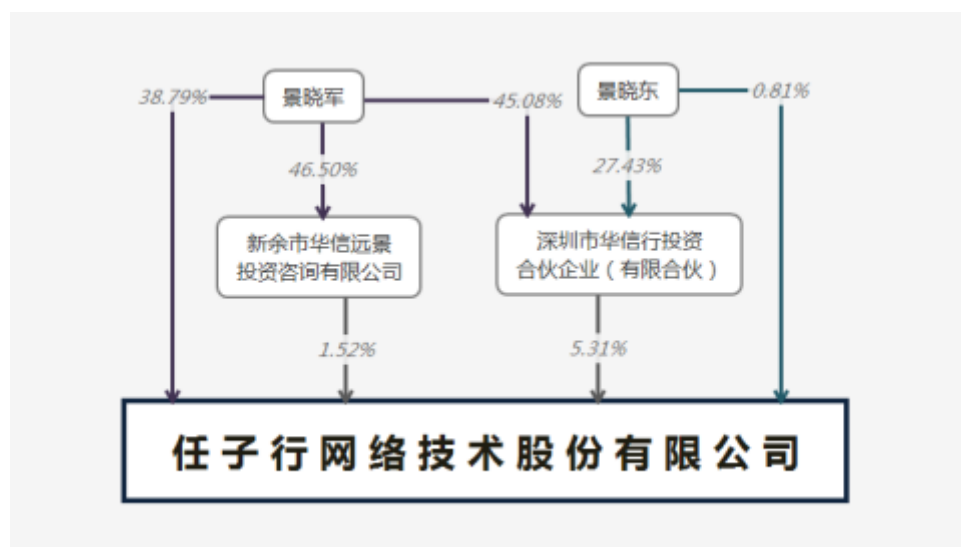 38.79%
景晓军
45.08%
景晓东
0.81%
46.50%
27.43%
新余市华信远景
投资咨询有限公司
深圳市华信行投资
合伙企业（有限合伙）
1.52%
5.31%
任子行网络技术股份有限公司